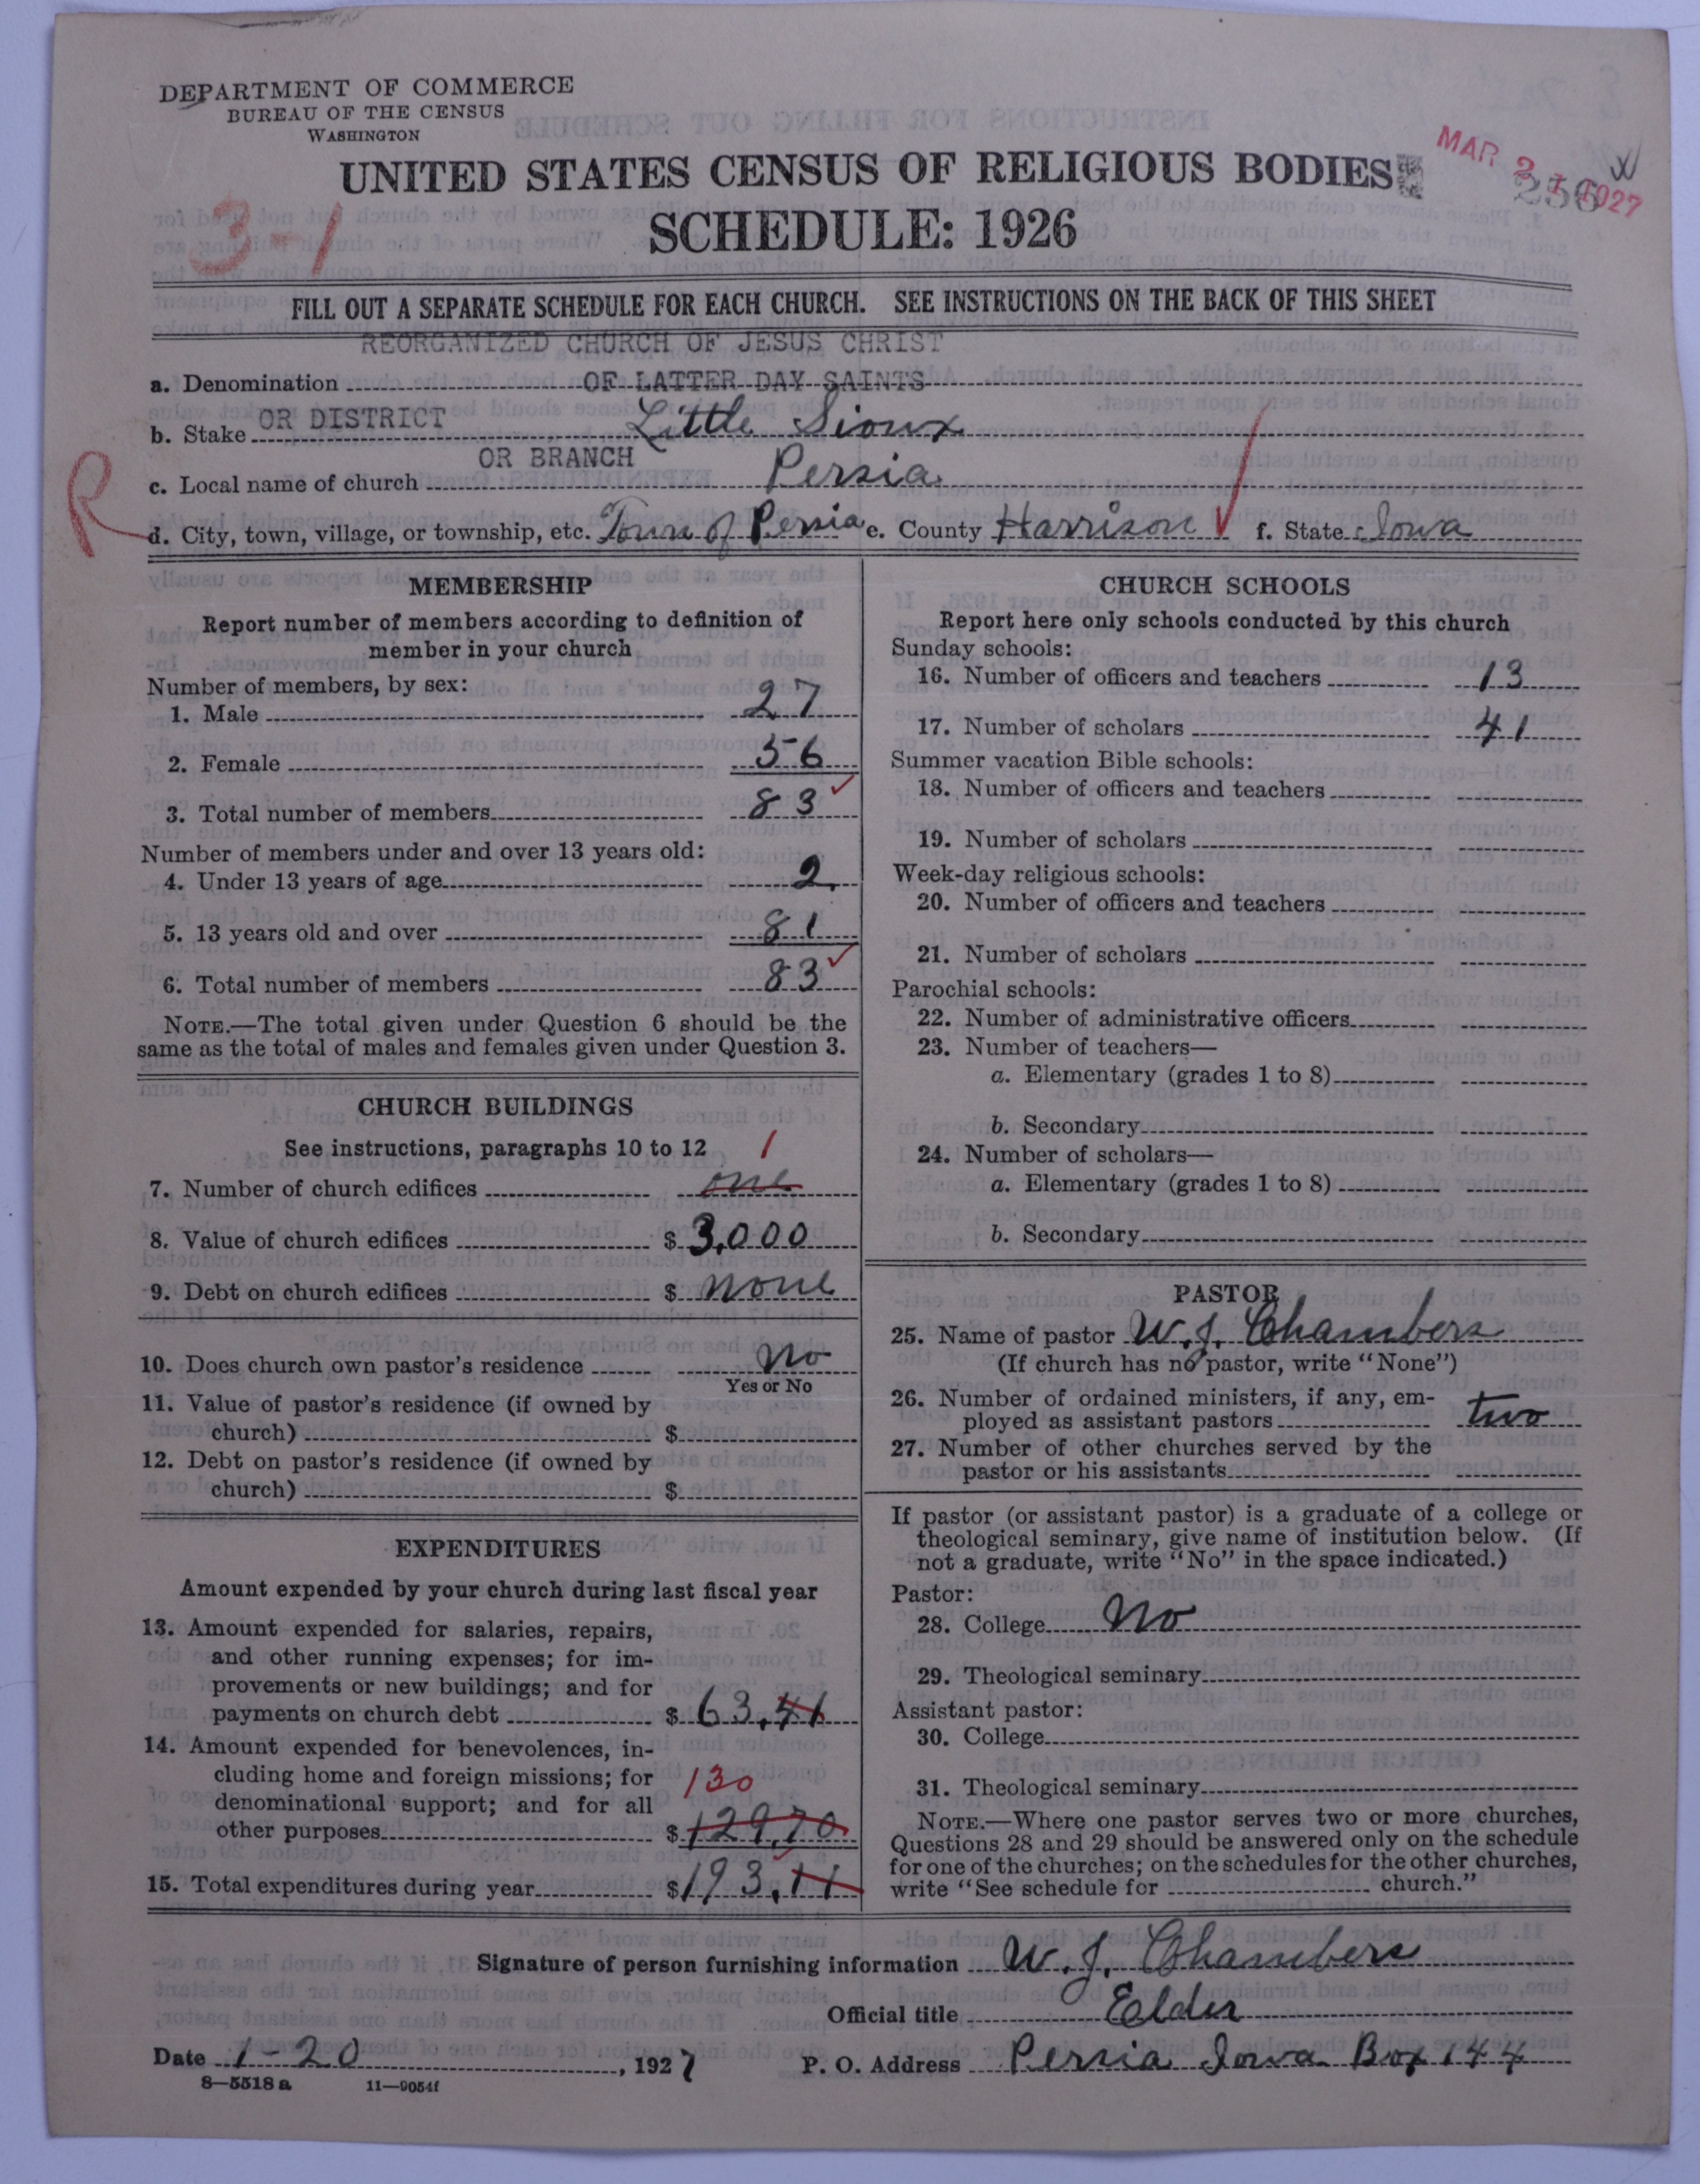 DEPARTMENT OF COMMERCE
BUREAU OF THE CENSUS
WASHINGTON
UNITED STATES CENSUS OF RELIGIOUS BODIES
SCHEDULE: 1926
MAR 2 1927
256
W
3-1
FILL OUT A SEPARATE SCHEDULE FOR EACH CHURCH. SEE INSTRUCTIONS ON THE BACK OF THIS SHEET
REORGANIZED CHURCH OF JESUS CHRIST
a. Denomination OF LATTER DAY SAINTS
b. Stake OR DISTRICT Little Sioux
OR BRANCH
c. Local name of church Persia
R
d. City, town, village, or township, etc. Town of Persia e. County Harrison f. State Iowa
MEMBERSHIP
Report number of members according to definition of
member in your church
Number of members, by sex:
1. Male 27
2. Female 56
3. Total number of members 83
Number of members under and over 13 years old:
4. Under 13 years of age 2
5. 13 years old and over 81
6. Total number of members 83
NOTE.—The total given under Question 6 should be the
same as the total of males and females given under Question 3.
CHURCH BUILDINGS
See instructions, paragraphs 10 to 12
1
7. Number of church edifices one
8. Value of church edifices $ 3,000
9. Debt on church edifices $ none
10. Does church own pastor's residence No
Yes or No
11. Value of pastor's residence (if owned by
church) $
12. Debt on pastor's residence (if owned by
church) $
EXPENDITURES
Amount expended by your church during last fiscal year
13. Amount expended for salaries, repairs,
and other running expenses; for im-
provements or new buildings; and for
payments on church debt $ 63.41
14. Amount expended for benevolences, in-
cluding home and foreign missions; for
130
denominational support; and for all
other purposes $ 129.70
15. Total expenditures during year $ 193.11
CHURCH SCHOOLS
Report here only schools conducted by this church
Sunday schools:
16. Number of officers and teachers 13
17. Number of scholars 41
Summer vacation Bible schools:
18. Number of officers and teachers
19. Number of scholars
Week-day religious schools:
20. Number of officers and teachers
21. Number of scholars
Parochial schools:
22. Number of administrative officers
23. Number of teachers—
a. Elementary (grades 1 to 8)
b. Secondary
24. Number of scholars—
a. Elementary (grades 1 to 8)
b. Secondary
PASTOR
25. Name of pastor W. J. Chambers
(If church has no pastor, write "None")
26. Number of ordained ministers, if any, em-
ployed as assistant pastors two
27. Number of other churches served by the
pastor or his assistants
If pastor (or assistant pastor) is a graduate of a college or
theological seminary, give name of institution below. (If
not a graduate, write "No" in the space indicated.)
Pastor:
28. College No
29. Theological seminary
Assistant pastor:
30. College
31. Theological seminary
NOTE.—Where one pastor serves two or more churches,
Questions 28 and 29 should be answered only on the schedule
for one of the churches; on the schedules for the other churches,
write "See schedule for church."
Signature of person furnishing information W. J. Chambers
Official title Elder
Date 1-20, 1927 P. O. Address Persia Iowa Box 144
8—5518 a 11—9054f